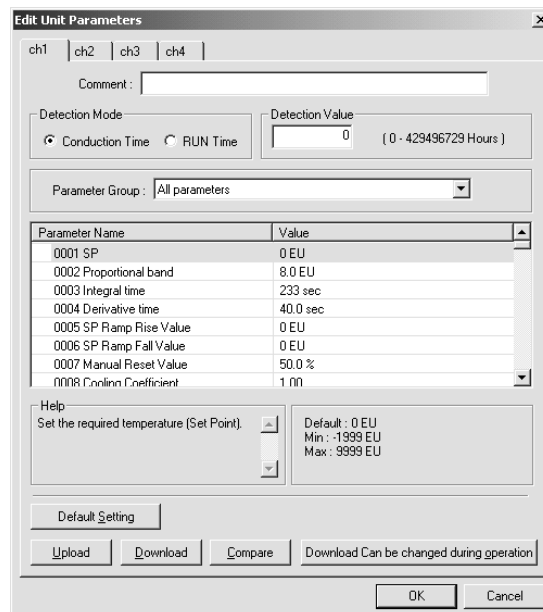 Edit Unit Parameters
ch1 ch2 ch3 ch4
Comment :
Detection Mode
Conduction Time RUN Time
Detection Value
0 ( 0 - 429496729 Hours )
Parameter Group : All parameters
Parameter Name Value
0001 SP 0 EU
0002 Proportional band 8.0 EU
0003 Integral time 233 sec
0004 Derivative time 40.0 sec
0005 SP Ramp Rise Value 0 EU
0006 SP Ramp Fall Value 0 EU
0007 Manual Reset Value 50.0 %
0008 Cooling Coefficient 1.00
Help
Set the required temperature (Set Point).
Default : 0 EU
Min : -1999 EU
Max : 9999 EU
Default Setting
Upload Download Compare Download Can be changed during operation
OK Cancel